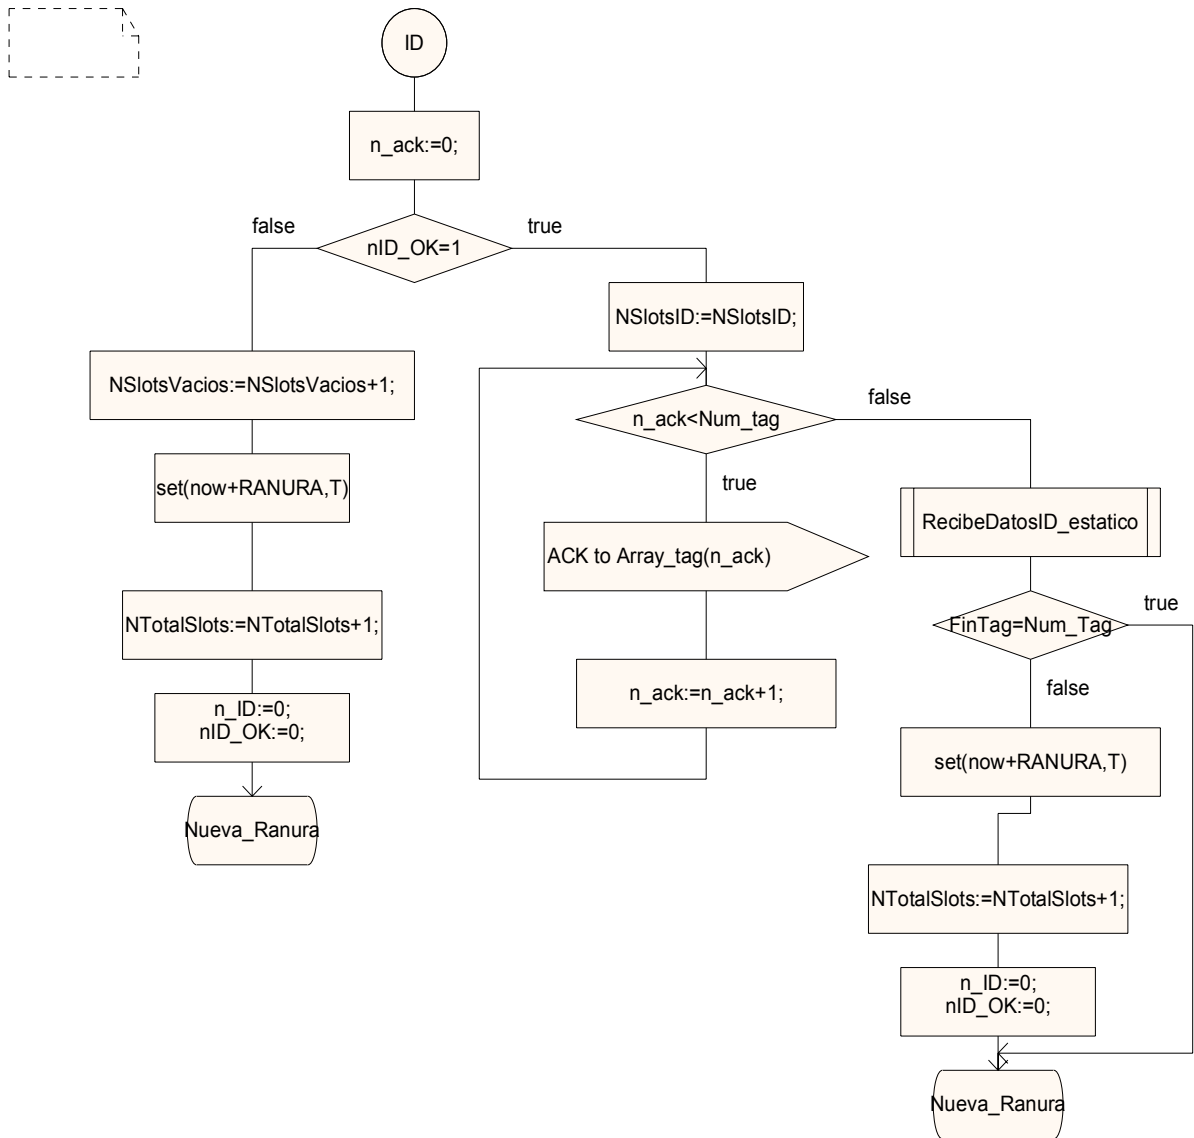 ID
n_ack:=0;
false
true
nID_OK=1
NSlotsID:=NSlotsID;
NSlotsVacios:=NSlotsVacios+1;
n_ack<Num_tag
false
set(now+RANURA,T)
true
RecibeDatosID_estatico
ACK to Array_tag(n_ack)
NTotalSlots:=NTotalSlots+1;
FinTag=Num_Tag
true
n_ack:=n_ack+1;
false
n_ID:=0;
nID_OK:=0;
set(now+RANURA,T)
Nueva_Ranura
NTotalSlots:=NTotalSlots+1;
n_ID:=0;
nID_OK:=0;
Nueva_Ranura